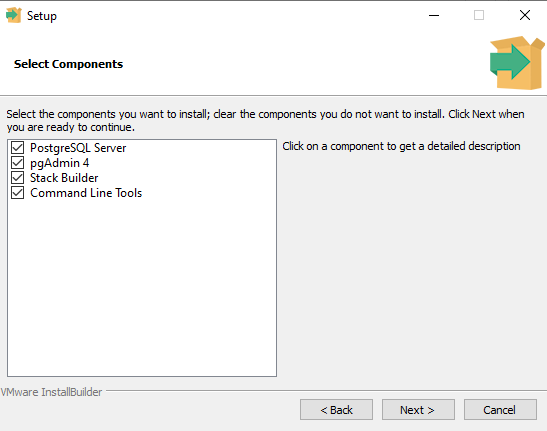 Setup
Select Components
Select the components you want to install; clear the components you do not want to install. Click Next when
you are ready to continue.
PostgreSQL Server
pgAdmin 4
Stack Builder
Command Line Tools
Click on a component to get a detailed description
VMware InstallBuilder
< Back
Next >
Cancel